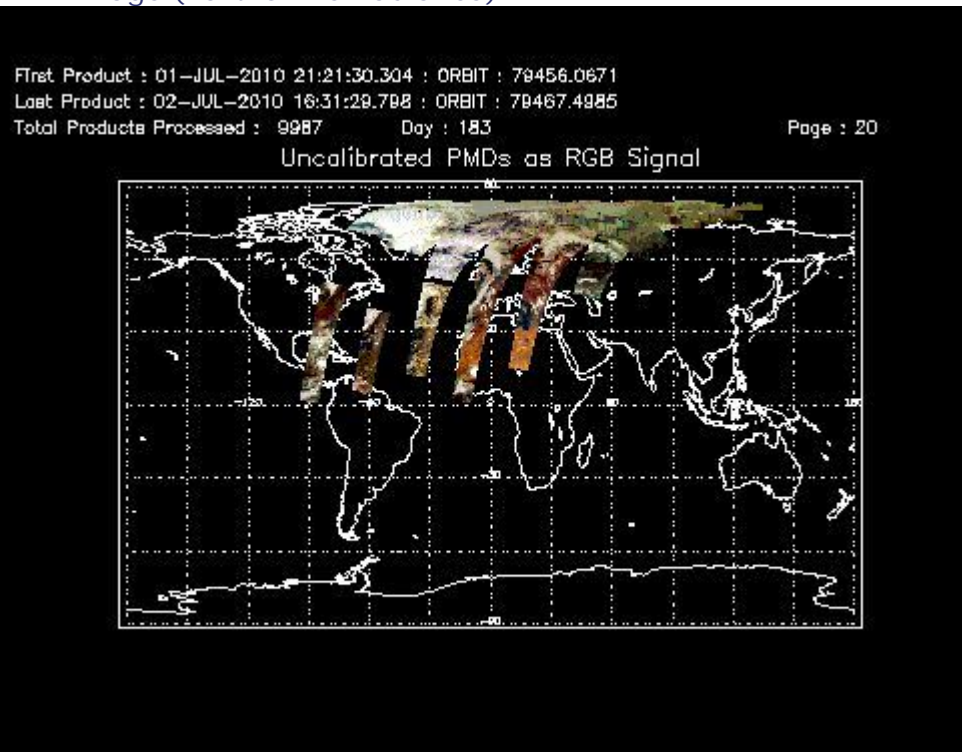 First Product : 01-JUL-2010 21:21:30.304 : ORBIT : 79456.0671
Last Product : 02-JUL-2010 16:31:29.798 : ORBIT : 79467.4985
Total Products Processed : 9987 Day : 183 Page : 20
Uncalibrated PMDs as RGB Signal
-120
60
180
-30
-90